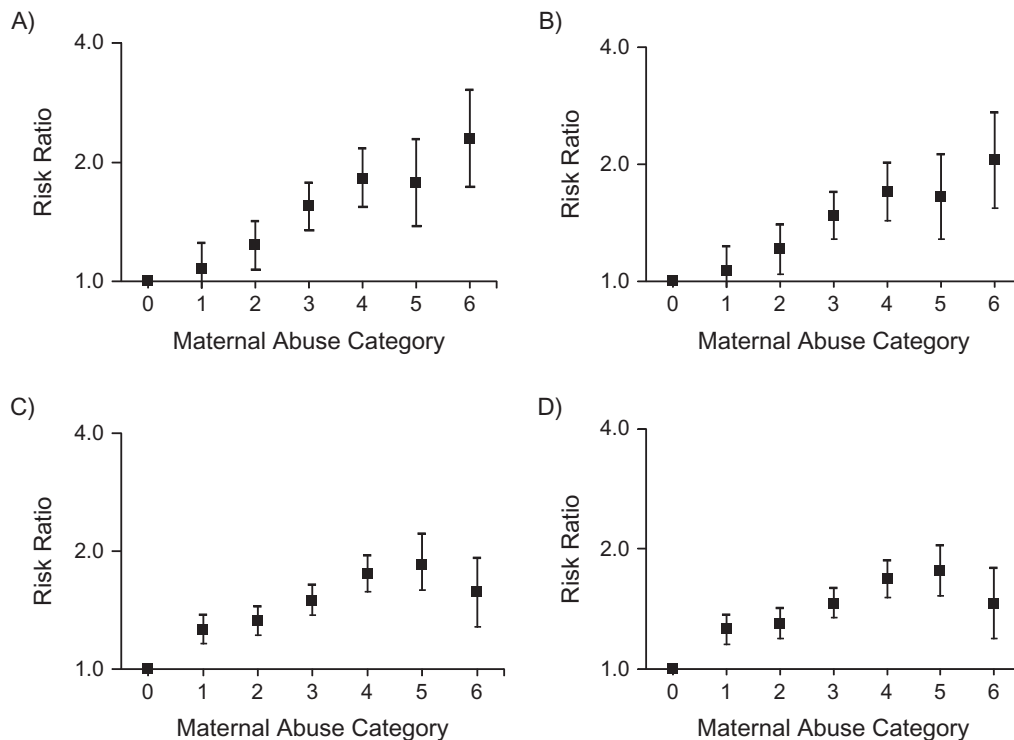 A)
4.0
2.0
1.0
Risk Ratio
0 1 2 3 4 5 6
Maternal Abuse Category
B)
4.0
2.0
1.0
Risk Ratio
0 1 2 3 4 5 6
Maternal Abuse Category
C)
4.0
2.0
1.0
Risk Ratio
0 1 2 3 4 5 6
Maternal Abuse Category
D)
4.0
2.0
1.0
Risk Ratio
0 1 2 3 4 5 6
Maternal Abuse Category